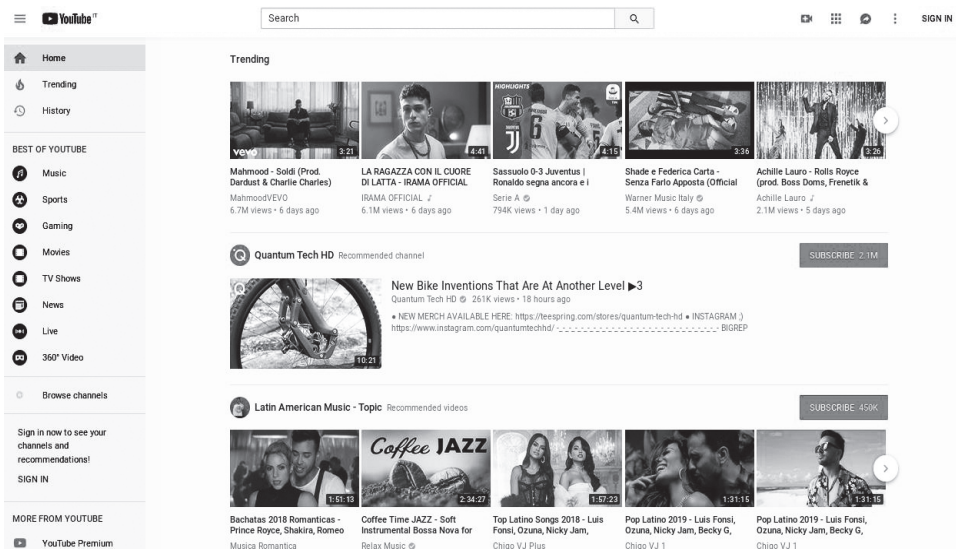 YouTube IT
Search
SIGN IN
Home
Trending
History
BEST OF YOUTUBE
Music
Sports
Gaming
Movies
TV Shows
News
Live
360° Video
Browse channels
Sign in now to see your
channels and
recommendations!
SIGN IN
MORE FROM YOUTUBE
YouTube Premium
Trending
vevo
3:21
4:41
HIGHLIGHTS
4:15
3:36
3:26
Mahmood - Soldi (Prod.
Dardust & Charlie Charles)
MahmoodVEVO
6.7M views • 6 days ago
LA RAGAZZA CON IL CUORE
DI LATTA - IRAMA OFFICIAL
IRAMA OFFICIAL ♪
6.1M views • 6 days ago
Sassuolo 0-3 Juventus |
Ronaldo segna ancora e i
Serie A
794K views • 1 day ago
Shade e Federica Carta -
Senza Farlo Apposta (Official
Warner Music Italy
5.4M views • 6 days ago
Achille Lauro - Rolls Royce
(prod. Boss Doms, Frenetik &
Achille Lauro ♪
2.1M views • 5 days ago
Quantum Tech HD Recommended channel
SUBSCRIBE 2.1M
10:21
New Bike Inventions That Are At Another Level ▶3
Quantum Tech HD 261K views • 18 hours ago
● NEW MERCH AVAILABLE HERE: https://teespring.com/stores/quantum-tech-hd ● INSTAGRAM ;)
https://www.instagram.com/quantumtechhd/ - - - - - - - - - - - - - - - - - - - - - - - - - - - BIGREP
Latin American Music - Topic Recommended videos
SUBSCRIBE 450K
1:51:13
Coffee JAZZ
2:34:27
1:57:23
1:31:15
1:31:15
Bachatas 2018 Romanticas -
Prince Royce, Shakira, Romeo
Musica Romantica
Coffee Time JAZZ - Soft
Instrumental Bossa Nova for
Relax Music
Top Latino Songs 2018 - Luis
Fonsi, Ozuna, Nicky Jam,
Chigo VJ Plus
Pop Latino 2019 - Luis Fonsi,
Ozuna, Nicky Jam, Becky G,
Chigo VJ 1
Pop Latino 2019 - Luis Fonsi,
Ozuna, Nicky Jam, Becky G,
Chigo VJ 1